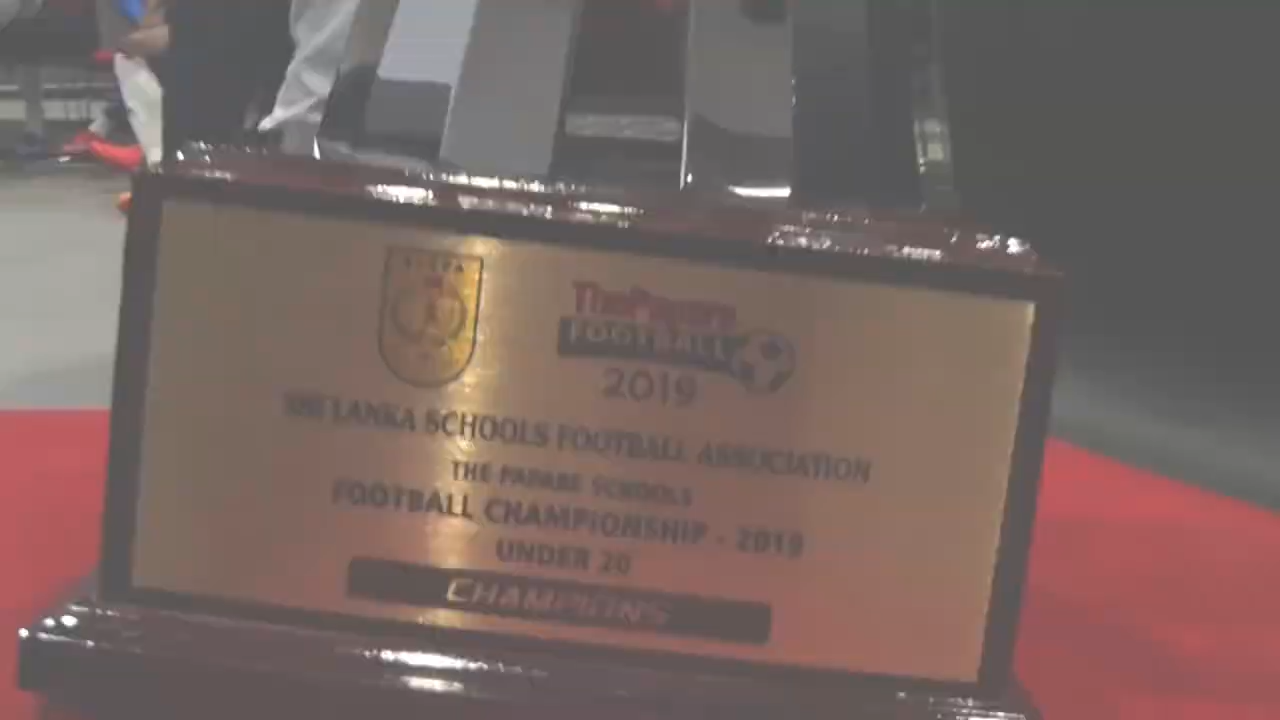 ThePapare
FOOTBALL
2019
SRI LANKA SCHOOLS FOOTBALL ASSOCIATION
THE PAPARE SCHOOLS
FOOTBALL CHAMPIONSHIP - 2019
UNDER 20
CHAMPIONS